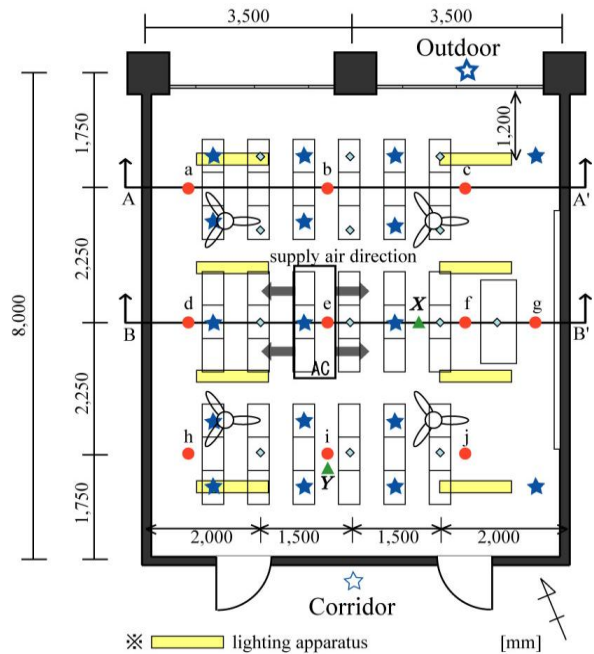 3,500 3,500
Outdoor
1,750
1,200
a b c
A A'
2,250
supply air direction
8,000
X
d e f g
B B'
AC
2,250
h i j
Y
1,750
2,000 1,500 1,500 2,000
Corridor
※ lighting apparatus [mm]